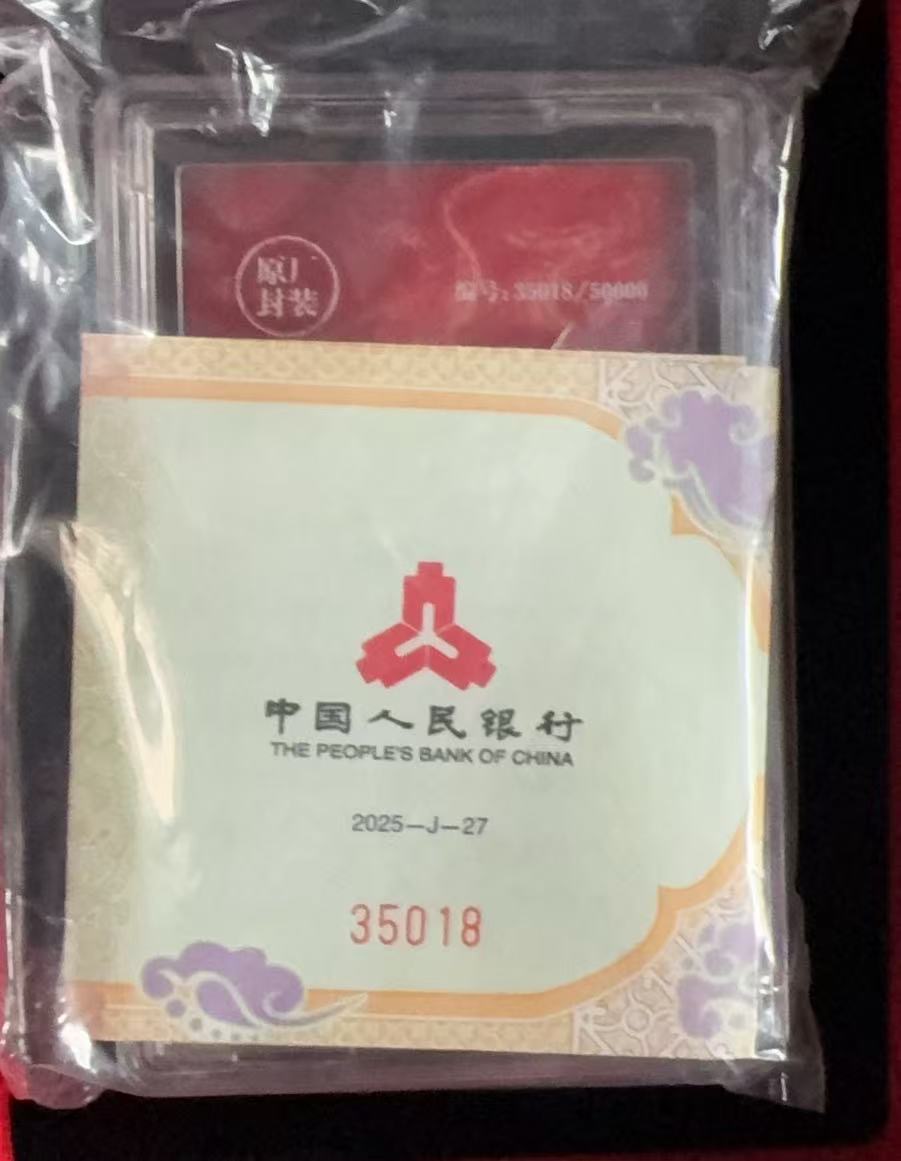 原厂
封装
编号：35018/50000
中国人民银行
THE PEOPLE'S BANK OF CHINA
2025—J—27
35018